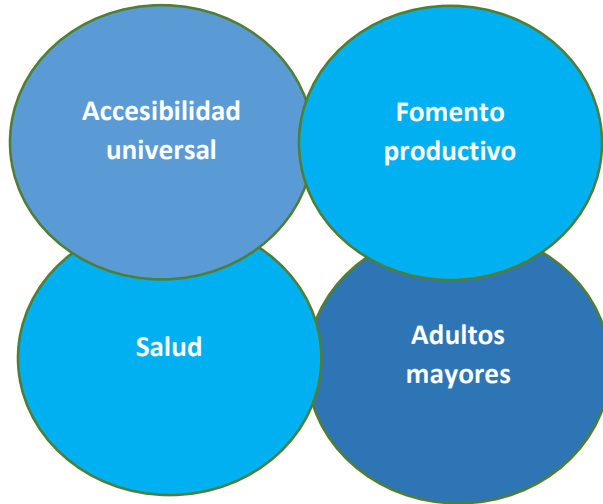 Accesibilidad
universal
Fomento
productivo
Salud
Adultos
mayores